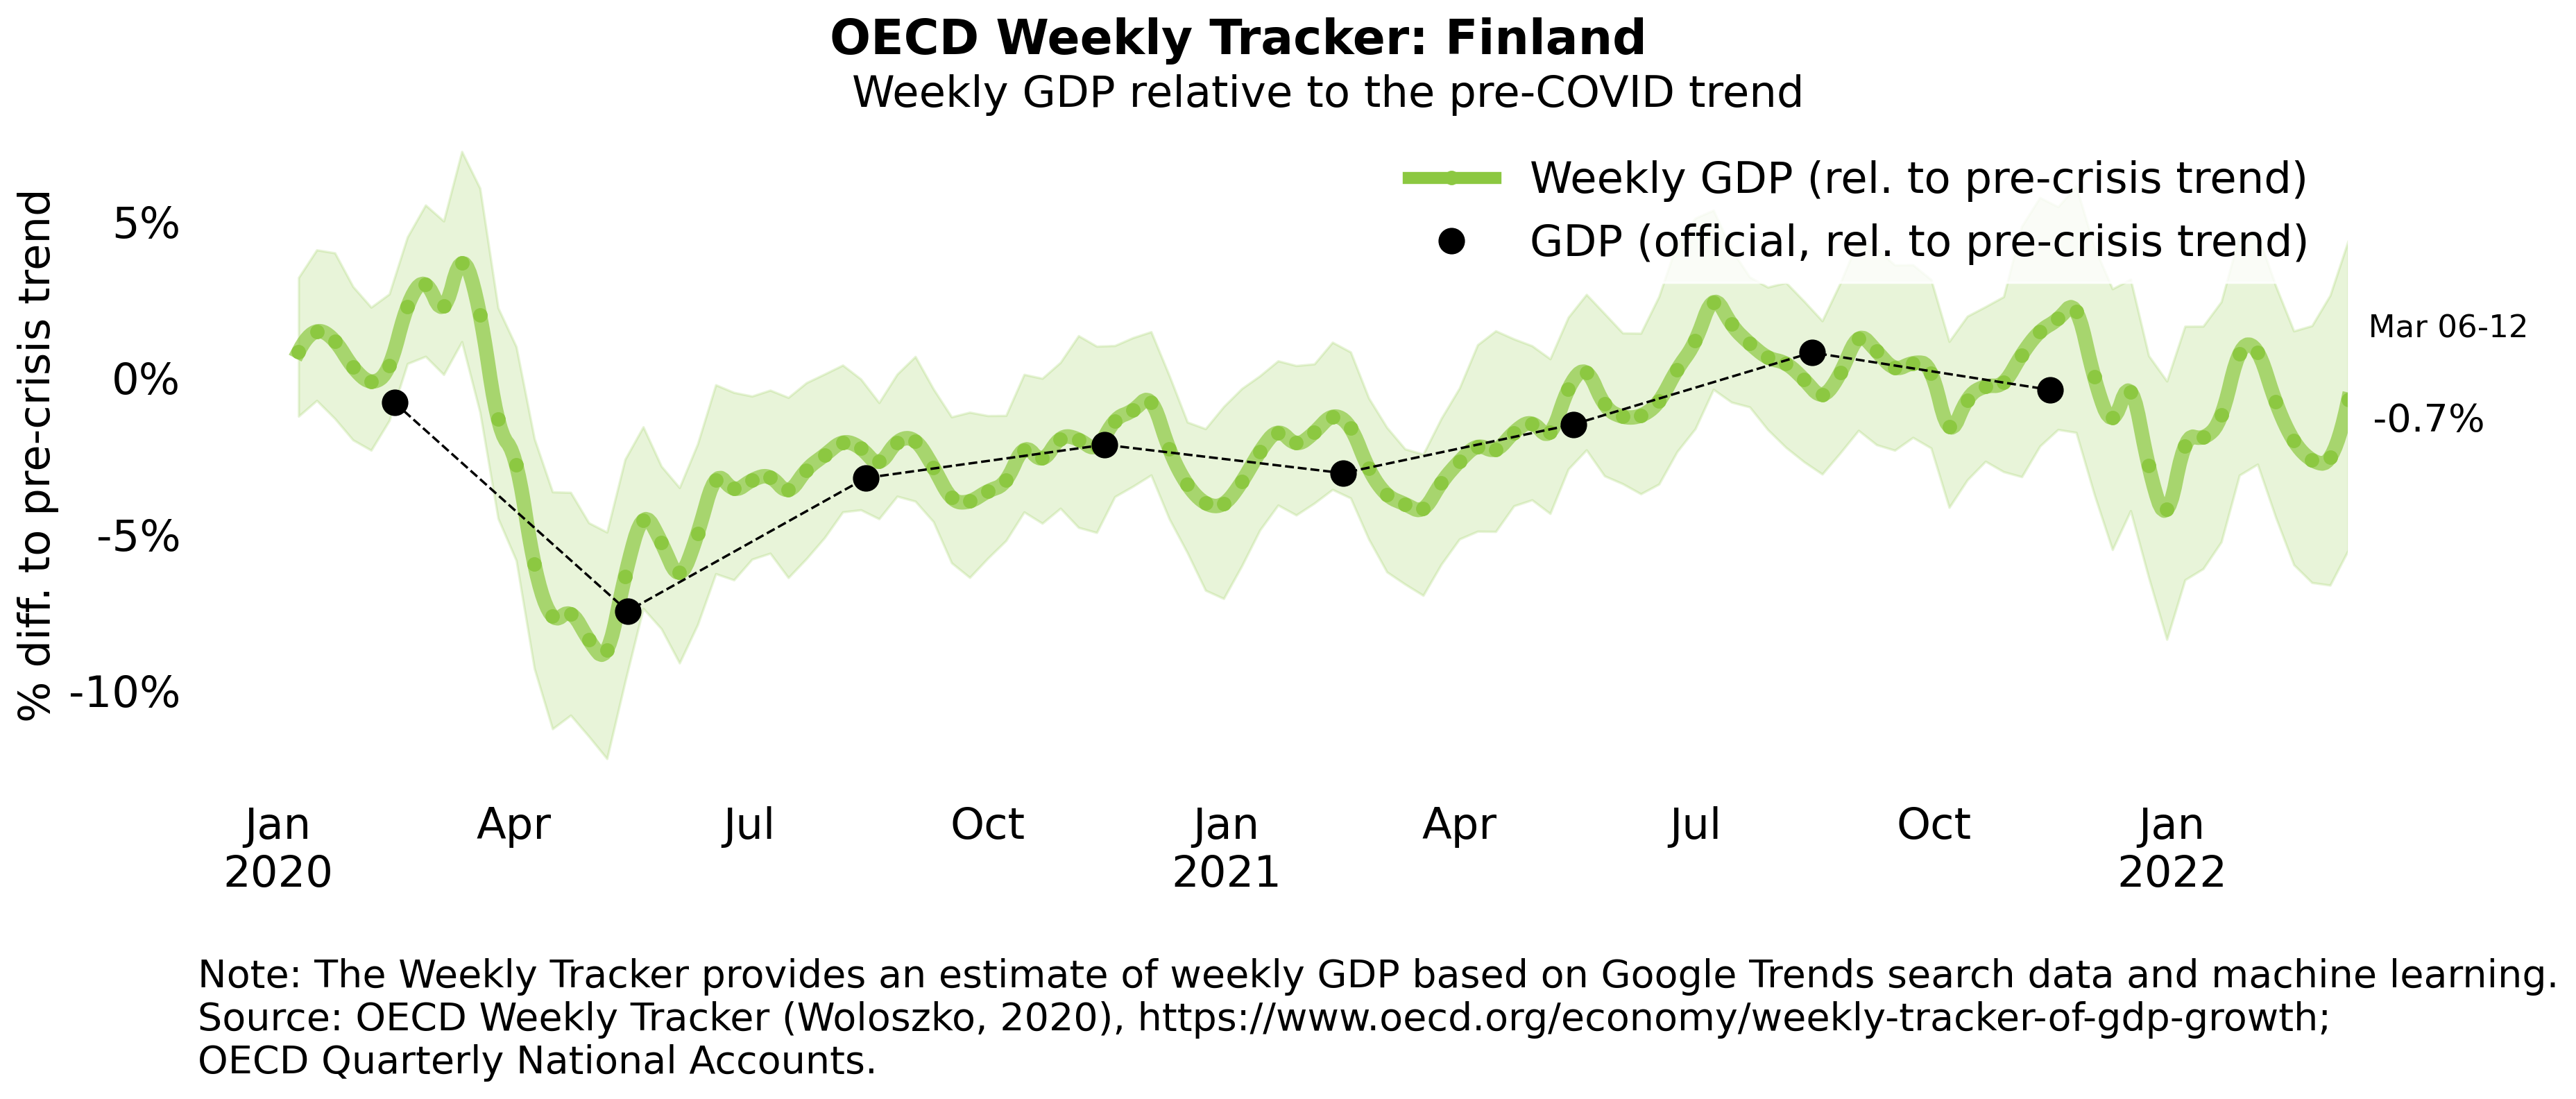 OECD Weekly Tracker: Finland
Weekly GDP relative to the pre-COVID trend
Weekly GDP (rel. to pre-crisis trend)
GDP (official, rel. to pre-crisis trend)
% diff. to pre-crisis trend
5%
0%
-5%
-10%
Mar 06-12
-0.7%
Jan Apr Jul Oct Jan Apr Jul Oct Jan
2020 2021 2022
Note: The Weekly Tracker provides an estimate of weekly GDP based on Google Trends search data and machine learning.
Source: OECD Weekly Tracker (Woloszko, 2020), https://www.oecd.org/economy/weekly-tracker-of-gdp-growth;
OECD Quarterly National Accounts.